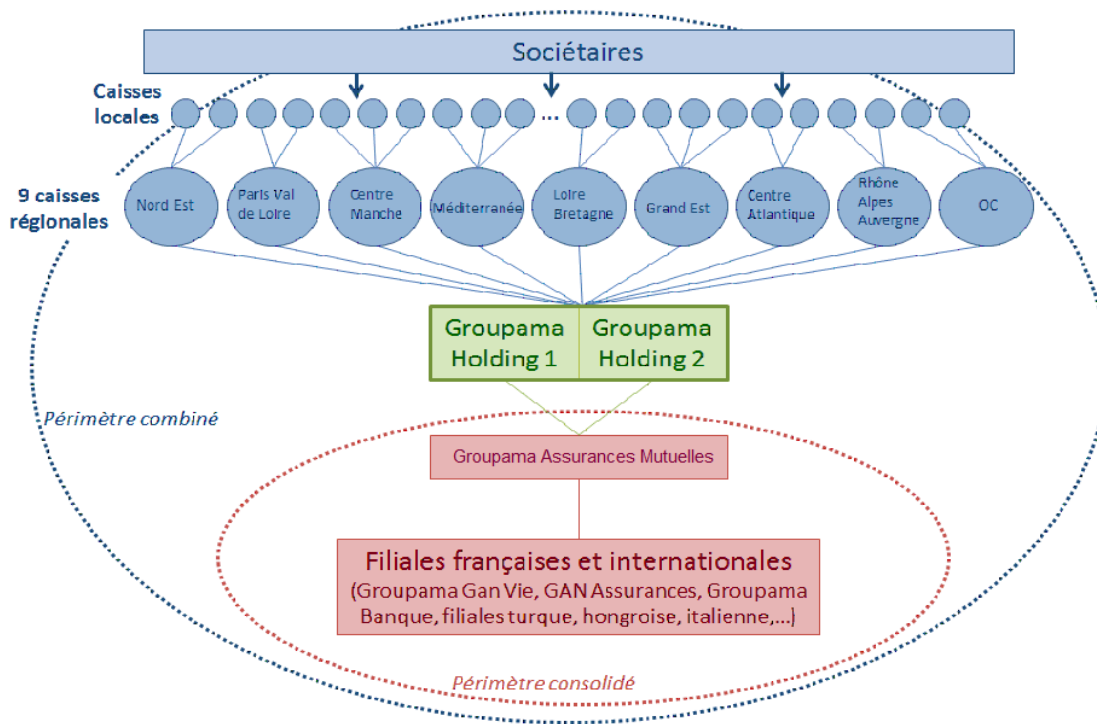 Sociétaires
Caisses
locales
...
9 caisses
régionales
Nord Est
Paris Val
de Loire
Centre
Manche
Méditerranée
Loire
Bretagne
Grand Est
Centre
Atlantique
Rhône
Alpes
Auvergne
OC
Groupama
Holding 1
Groupama
Holding 2
Périmètre combiné
Groupama Assurances Mutuelles
Filiales françaises et internationales
(Groupama Gan Vie, GAN Assurances, Groupama
Banque, filiales turque, hongroise, italienne,...)
Périmètre consolidé